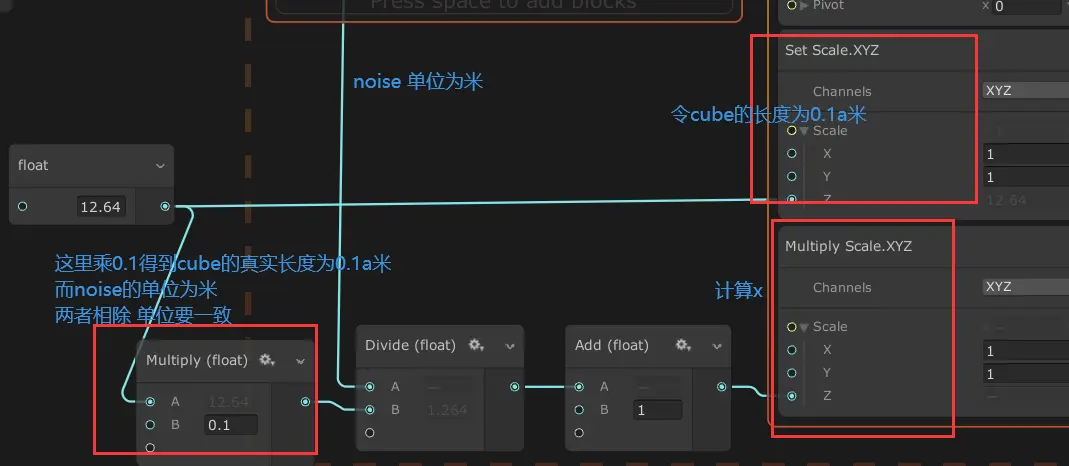 Press space to add blocks
Pivot
x 0
Set Scale.XYZ
noise 单位为米
Channels
XYZ
令cube的长度为0.1a米
Scale
X
1
Y
1
Z
12.64
float
12.64
Multiply Scale.XYZ
这里乘0.1得到cube的真实长度为0.1a米
而noise的单位为米
两者相除 单位要一致
计算x
Channels
XYZ
Scale
X
1
Y
1
Z
Multiply (float)
A
12.64
B
0.1
Divide (float)
A
B
1.264
Add (float)
A
B
1